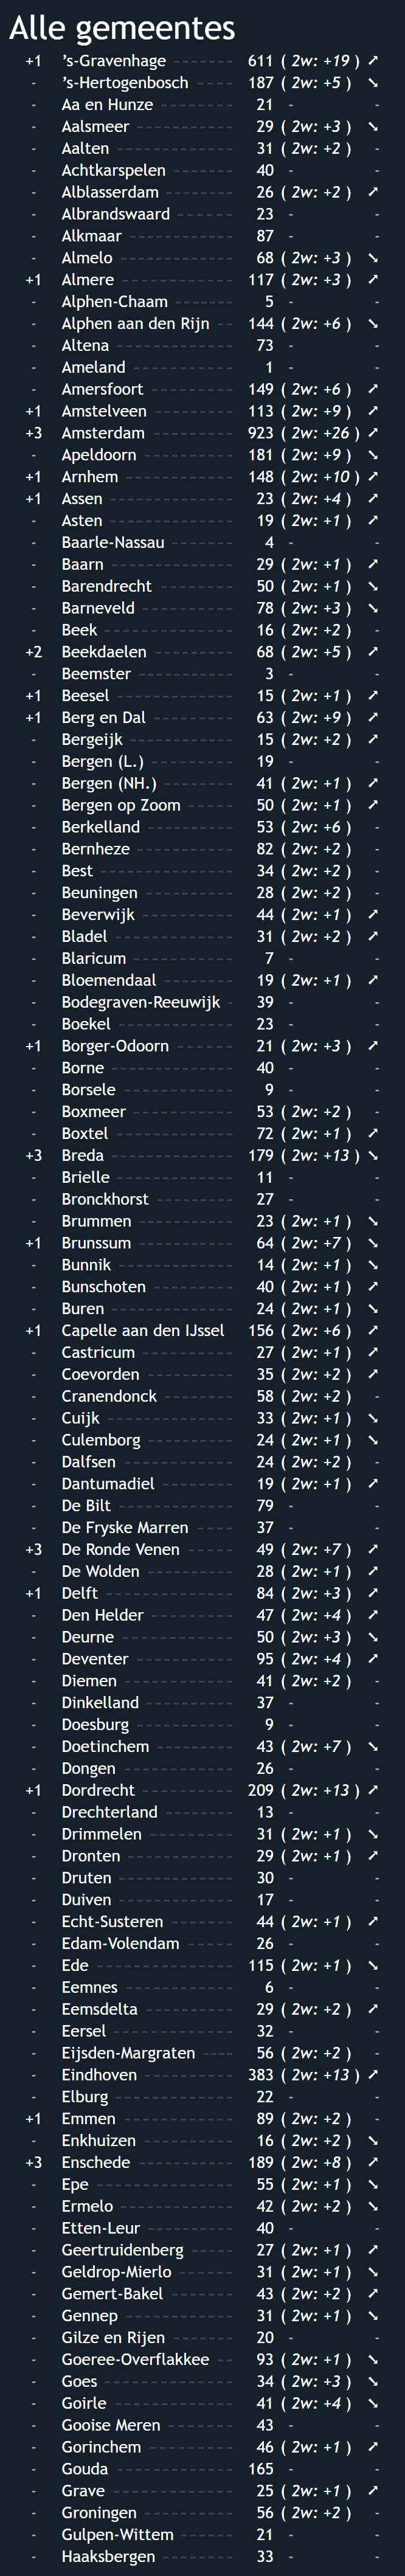 Alle gemeentes
+1 's-Gravenhage 611 ( 2w: +19 ) ➚
- 's-Hertogenbosch 187 ( 2w: +5 ) ➘
- Aa en Hunze 21 - -
- Aalsmeer 29 ( 2w: +3 ) ➘
- Aalten 31 ( 2w: +2 ) -
- Achtkarspelen 40 - -
- Alblasserdam 26 ( 2w: +2 ) ➚
- Albrandswaard 23 - -
- Alkmaar 87 - -
- Almelo 68 ( 2w: +3 ) ➘
+1 Almere 117 ( 2w: +3 ) ➚
- Alphen-Chaam 5 - -
- Alphen aan den Rijn 144 ( 2w: +6 ) ➘
- Altena 73 - -
- Ameland 1 - -
- Amersfoort 149 ( 2w: +6 ) ➚
+1 Amstelveen 113 ( 2w: +9 ) ➚
+3 Amsterdam 923 ( 2w: +26 ) ➚
- Apeldoorn 181 ( 2w: +9 ) ➘
+1 Arnhem 148 ( 2w: +10 ) ➚
+1 Assen 23 ( 2w: +4 ) ➚
- Asten 19 ( 2w: +1 ) ➚
- Baarle-Nassau 4 - -
- Baarn 29 ( 2w: +1 ) ➚
- Barendrecht 50 ( 2w: +1 ) ➘
- Barneveld 78 ( 2w: +3 ) ➘
- Beek 16 ( 2w: +2 ) -
+2 Beekdaelen 68 ( 2w: +5 ) ➚
- Beemster 3 - -
+1 Beesel 15 ( 2w: +1 ) ➚
+1 Berg en Dal 63 ( 2w: +9 ) ➚
- Bergeijk 15 ( 2w: +2 ) ➚
- Bergen (L.) 19 - -
- Bergen (NH.) 41 ( 2w: +1 ) ➚
- Bergen op Zoom 50 ( 2w: +1 ) ➚
- Berkelland 53 ( 2w: +6 ) -
- Bernheze 82 ( 2w: +2 ) -
- Best 34 ( 2w: +2 ) -
- Beuningen 28 ( 2w: +2 ) -
- Beverwijk 44 ( 2w: +1 ) ➚
- Bladel 31 ( 2w: +2 ) ➚
- Blaricum 7 - -
- Bloemendaal 19 ( 2w: +1 ) ➚
- Bodegraven-Reeuwijk 39 - -
- Boekel 23 - -
+1 Borger-Odoorn 21 ( 2w: +3 ) ➚
- Borne 40 - -
- Borsele 9 - -
- Boxmeer 53 ( 2w: +2 ) -
- Boxtel 72 ( 2w: +1 ) ➚
+3 Breda 179 ( 2w: +13 ) ➘
- Brielle 11 - -
- Bronckhorst 27 - -
- Brummen 23 ( 2w: +1 ) ➘
+1 Brunssum 64 ( 2w: +7 ) ➘
- Bunnik 14 ( 2w: +1 ) ➘
- Bunschoten 40 ( 2w: +1 ) ➚
- Buren 24 ( 2w: +1 ) ➘
+1 Capelle aan den IJssel 156 ( 2w: +6 ) ➚
- Castricum 27 ( 2w: +1 ) ➚
- Coevorden 35 ( 2w: +2 ) ➚
- Cranendonck 58 ( 2w: +2 ) -
- Cuijk 33 ( 2w: +1 ) ➘
- Culemborg 24 ( 2w: +1 ) ➘
- Dalfsen 24 ( 2w: +2 ) -
- Dantumadiel 19 ( 2w: +1 ) ➚
- De Bilt 79 - -
- De Fryske Marren 37 - -
+3 De Ronde Venen 49 ( 2w: +7 ) ➚
- De Wolden 28 ( 2w: +1 ) ➚
+1 Delft 84 ( 2w: +3 ) ➚
- Den Helder 47 ( 2w: +4 ) ➚
- Deurne 50 ( 2w: +3 ) ➘
- Deventer 95 ( 2w: +4 ) ➚
- Diemen 41 ( 2w: +2 ) -
- Dinkelland 37 - -
- Doesburg 9 - -
- Doetinchem 43 ( 2w: +7 ) ➘
- Dongen 26 - -
+1 Dordrecht 209 ( 2w: +13 ) ➚
- Drechterland 13 - -
- Drimmelen 31 ( 2w: +1 ) ➘
- Dronten 29 ( 2w: +1 ) ➚
- Druten 30 - -
- Duiven 17 - -
- Echt-Susteren 44 ( 2w: +1 ) ➚
- Edam-Volendam 26 - -
- Ede 115 ( 2w: +1 ) ➘
- Eemnes 6 - -
- Eemsdelta 29 ( 2w: +2 ) ➚
- Eersel 32 - -
- Eijsden-Margraten 56 ( 2w: +2 ) -
- Eindhoven 383 ( 2w: +13 ) ➚
- Elburg 22 - -
+1 Emmen 89 ( 2w: +2 ) -
- Enkhuizen 16 ( 2w: +2 ) ➘
+3 Enschede 189 ( 2w: +8 ) ➚
- Epe 55 ( 2w: +1 ) ➘
- Ermelo 42 ( 2w: +2 ) ➘
- Etten-Leur 40 - -
- Geertruidenberg 27 ( 2w: +1 ) ➚
- Geldrop-Mierlo 31 ( 2w: +1 ) ➘
- Gemert-Bakel 43 ( 2w: +2 ) ➚
- Gennep 31 ( 2w: +1 ) ➘
- Gilze en Rijen 20 - -
- Goeree-Overflakkee 93 ( 2w: +1 ) ➘
- Goes 34 ( 2w: +3 ) ➘
- Goirle 41 ( 2w: +4 ) ➘
- Gooise Meren 43 - -
- Gorinchem 46 ( 2w: +1 ) ➚
- Gouda 165 - -
- Grave 25 ( 2w: +1 ) ➚
- Groningen 56 ( 2w: +2 ) -
- Gulpen-Wittem 21 - -
- Haaksbergen 33 - -